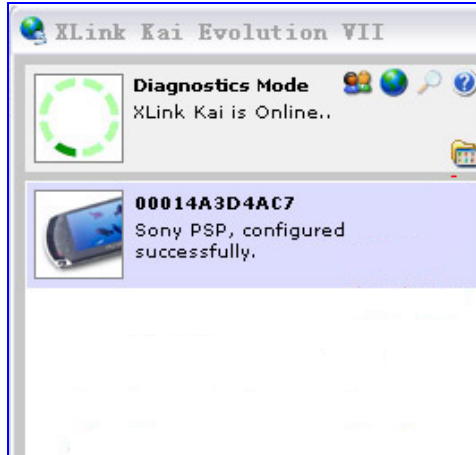 XLink Kai Evolution VII
Diagnostics Mode
XLink Kai is Online..
00014A3D4AC7
Sony PSP, configured
successfully.